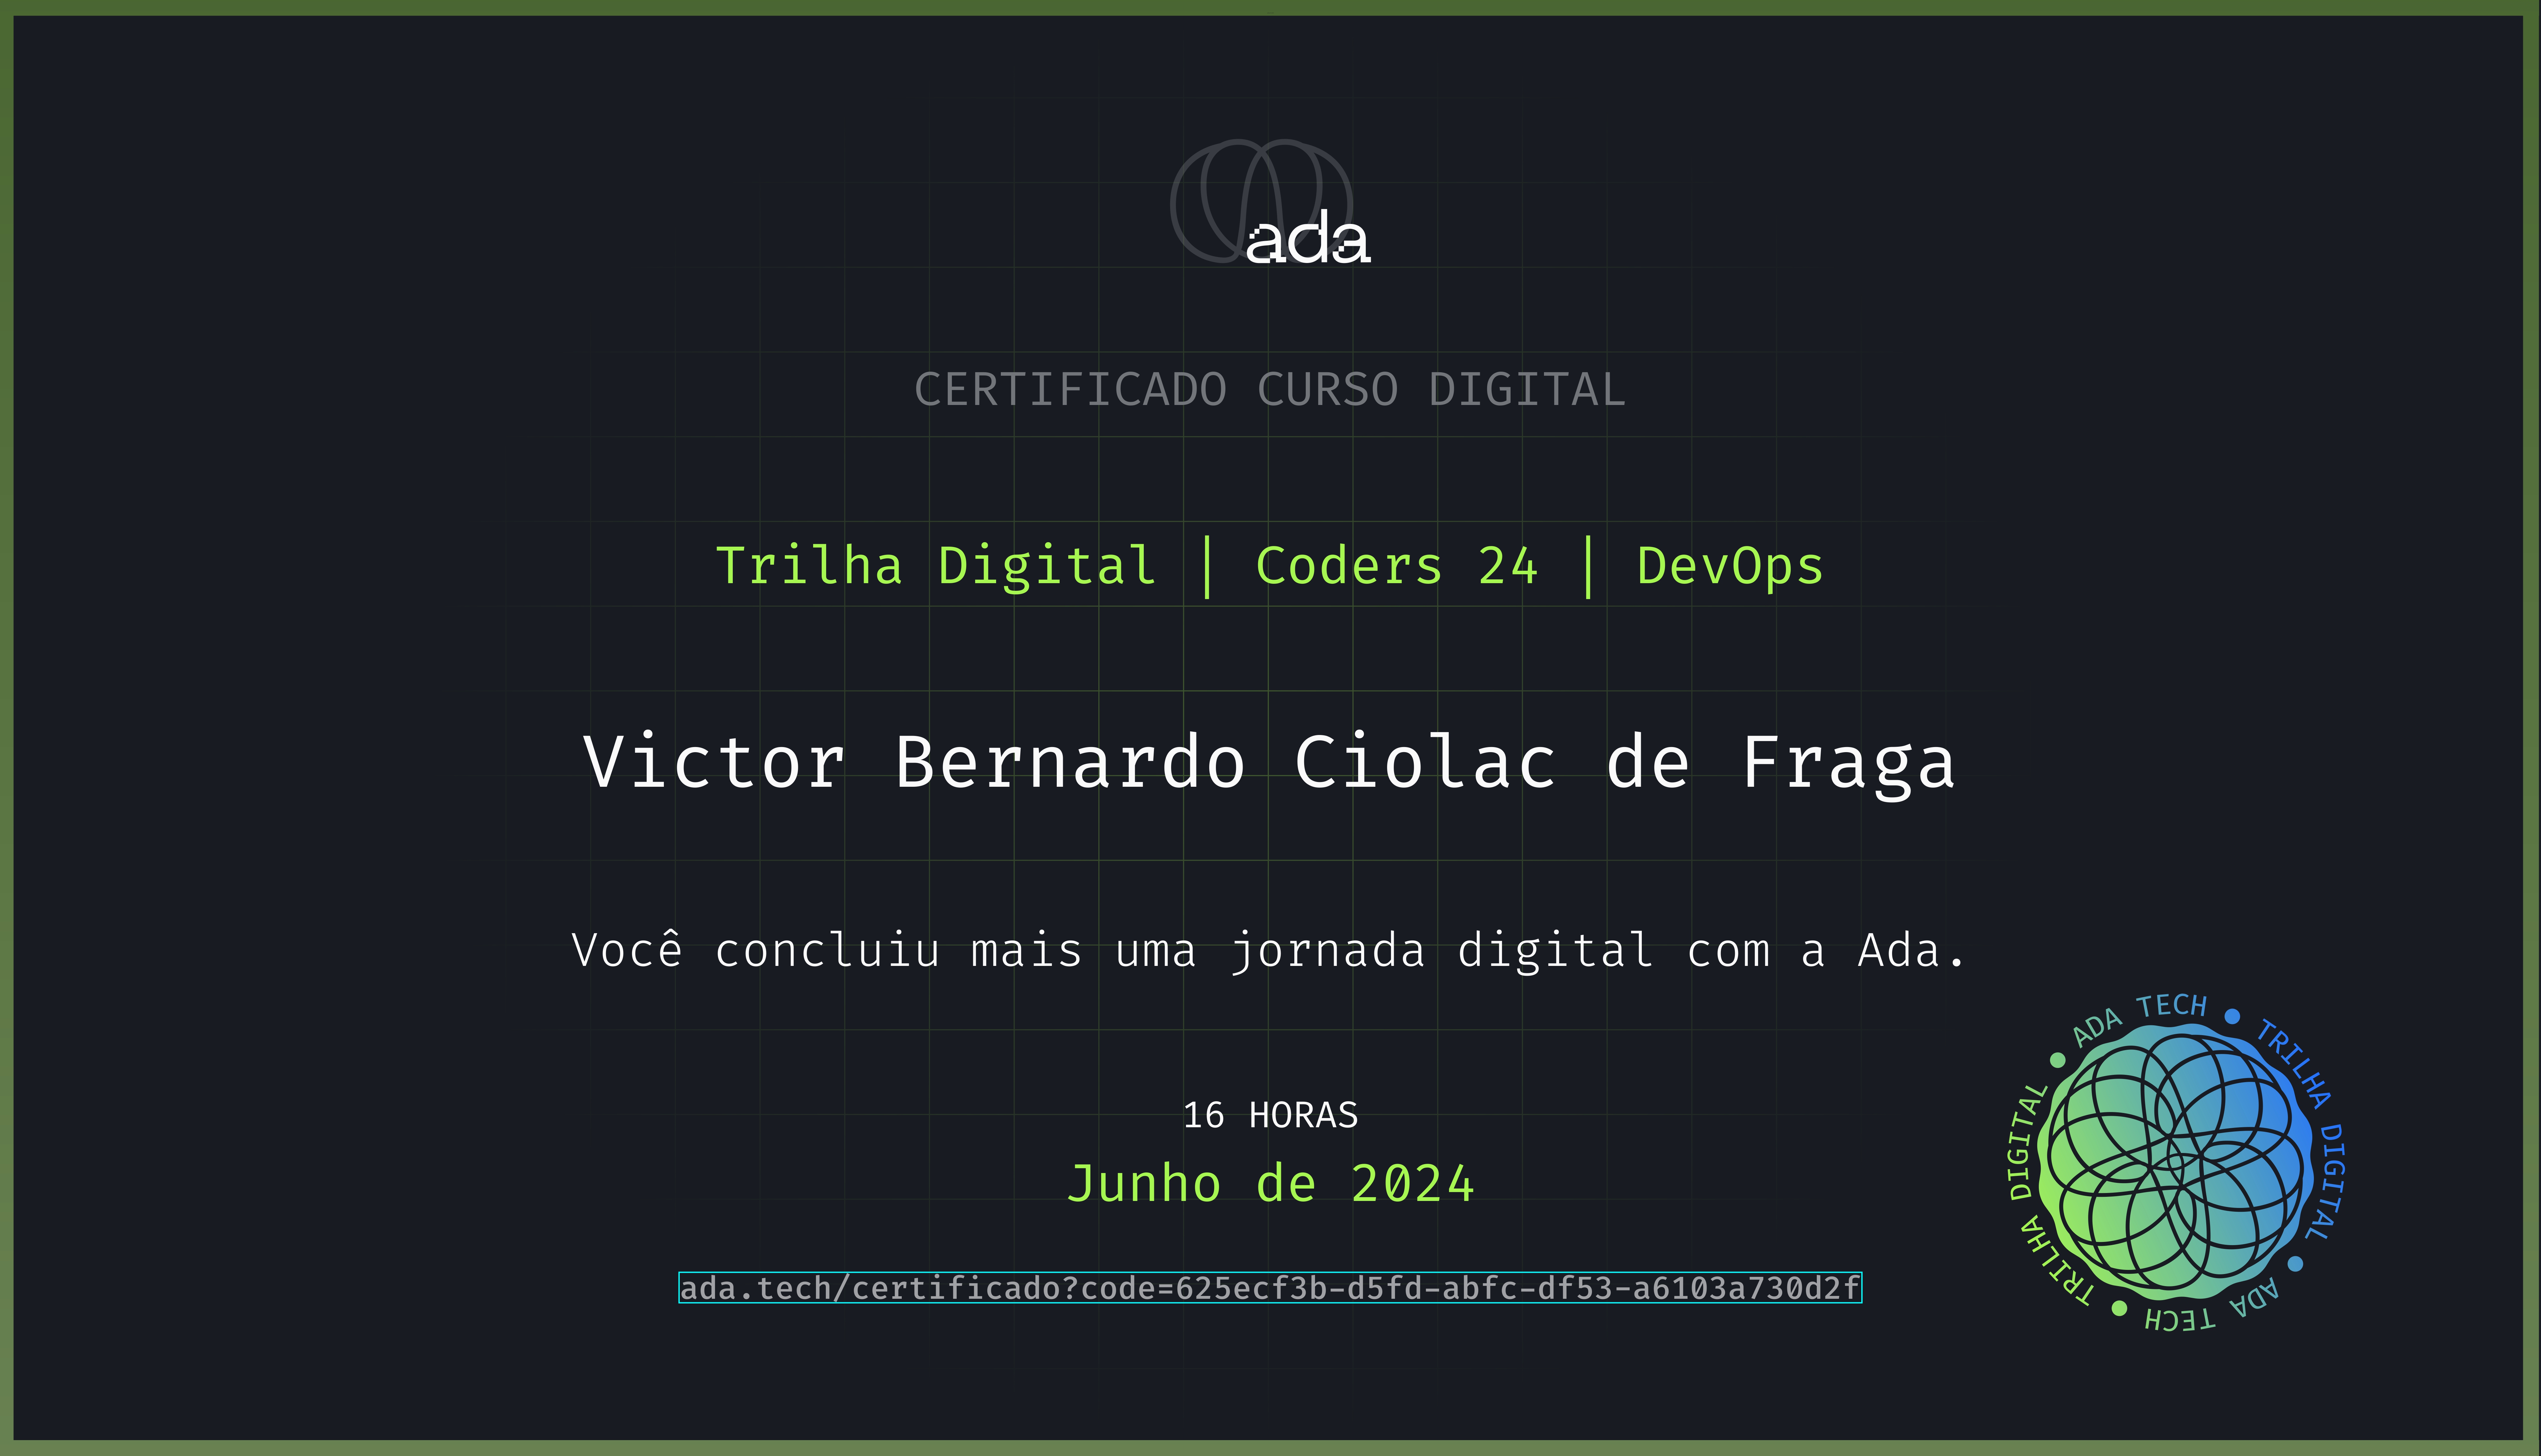 ada
CERTIFICADO CURSO DIGITAL
Trilha Digital | Coders 24 | DevOps
Victor Bernardo Ciolac de Fraga
Você concluiu mais uma jornada digital com a Ada.
16 HORAS
Junho de 2024
ada.tech/certificado?code=625ecf3b-d5fd-abfc-df53-a6103a730d2f
ADA TECH • TRILHA DIGITAL • ADA TECH • TRILHA DIGITAL •